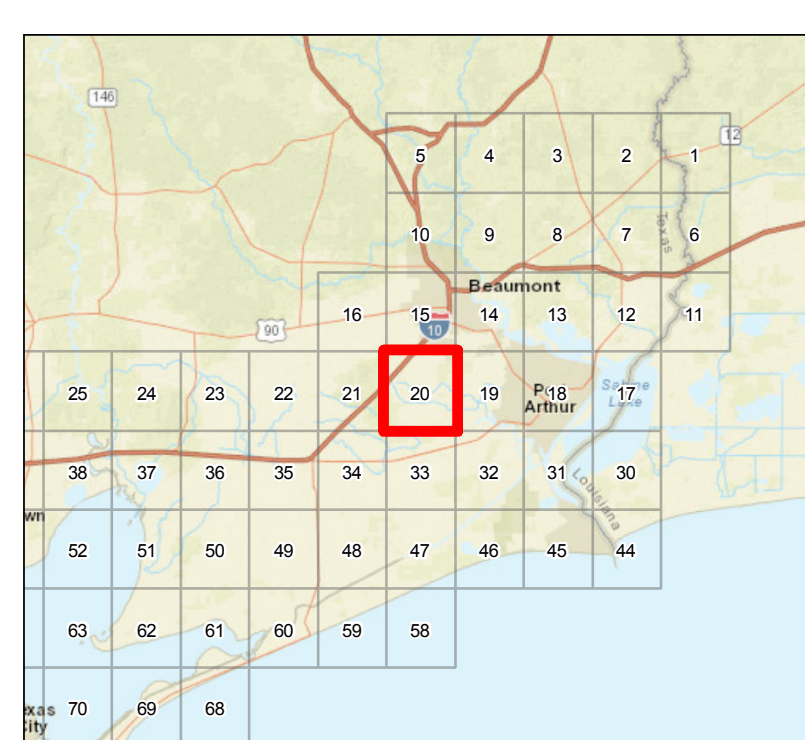 146
12
5 4 3 2 1
10 9 8 7 6
Texas
Beaumont
16 15 14 13 12 11
10
90
25 24 23 22 21 20 19 18 17
Port
Arthur
Sabine
Lake
38 37 36 35 34 33 32 31 30
Louisiana
wn
52 51 50 49 48 47 46 45 44
63 62 61 60 59 58
70 69 68
xas
City